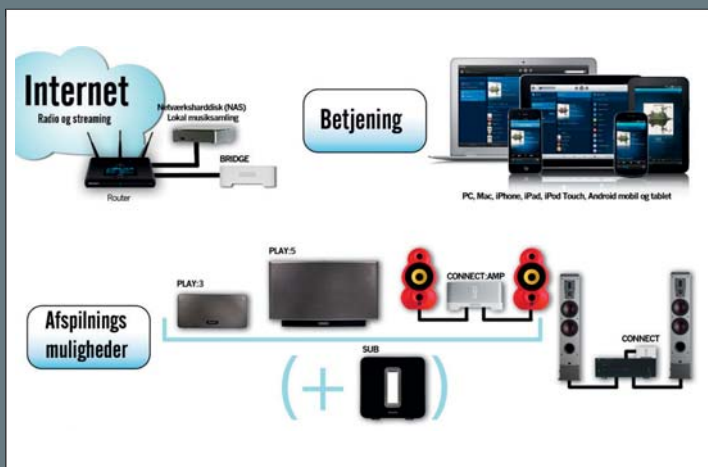 Internet
Radio og streaming
Netværksharddisk (NAS)
Lokal musiksamling
BRIDGE
Router
Betjening
PC, Mac, iPhone, iPad, iPod Touch, Android mobil og tablet
Afspilnings
muligheder
PLAY:3
PLAY:5
CONNECT:AMP
CONNECT
(+
SUB
)